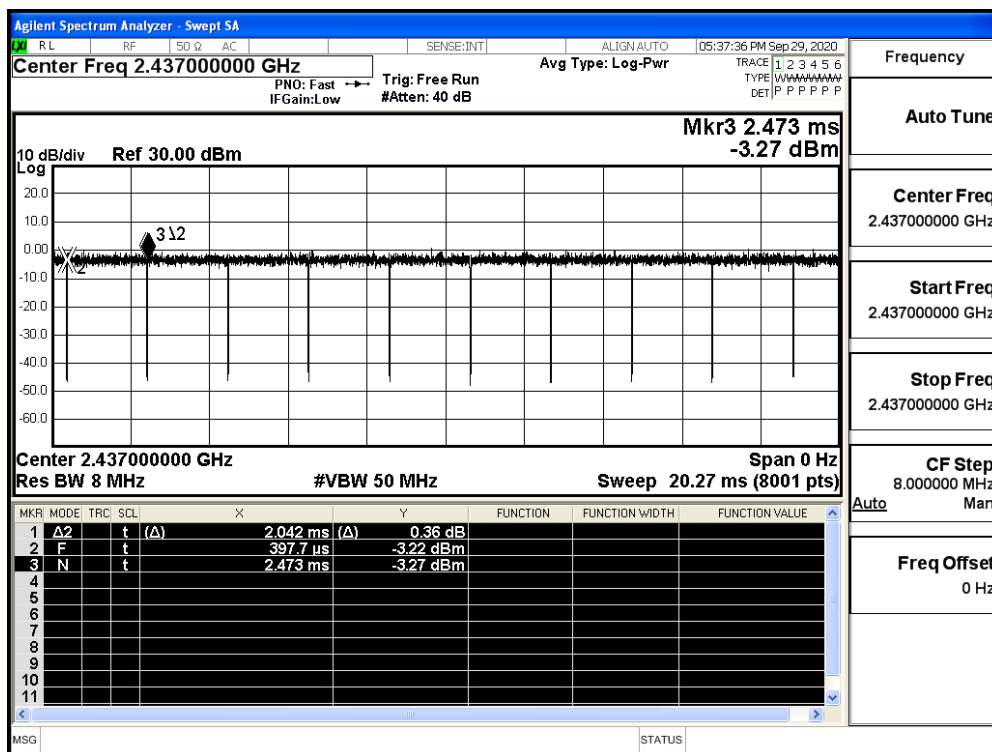 Agilent Spectrum Analyzer - Swept SA
LXI RL RF 50 Ω AC SENSE:INT ALIGN AUTO 05:37:36 PM Sep 29, 2020
Center Freq 2.437000000 GHz
PNO: Fast
IFGain:Low
Trig: Free Run
#Atten: 40 dB
Avg Type: Log-Pwr
TRACE 1 2 3 4 5 6
TYPE WWWWWW
DET P P P P P P
Mkr3 2.473 ms
-3.27 dBm
10 dB/div Ref 30.00 dBm
Log
20.0
10.0
0.00
-10.0
-20.0
-30.0
-40.0
-50.0
-60.0
3 1Δ2
2
Center 2.437000000 GHz Span 0 Hz
Res BW 8 MHz #VBW 50 MHz Sweep 20.27 ms (8001 pts)
MKR MODE TRC SCL X Y FUNCTION FUNCTION WIDTH FUNCTION VALUE
1 Δ2 t (Δ) 2.042 ms (Δ) 0.36 dB
2 F t 397.7 µs -3.22 dBm
3 N t 2.473 ms -3.27 dBm
4
5
6
7
8
9
10
11
MSG STATUS
Frequency
Auto Tune
Center Freq
2.437000000 GHz
Start Freq
2.437000000 GHz
Stop Freq
2.437000000 GHz
CF Step
8.000000 MHz
Auto Man
Freq Offset
0 Hz